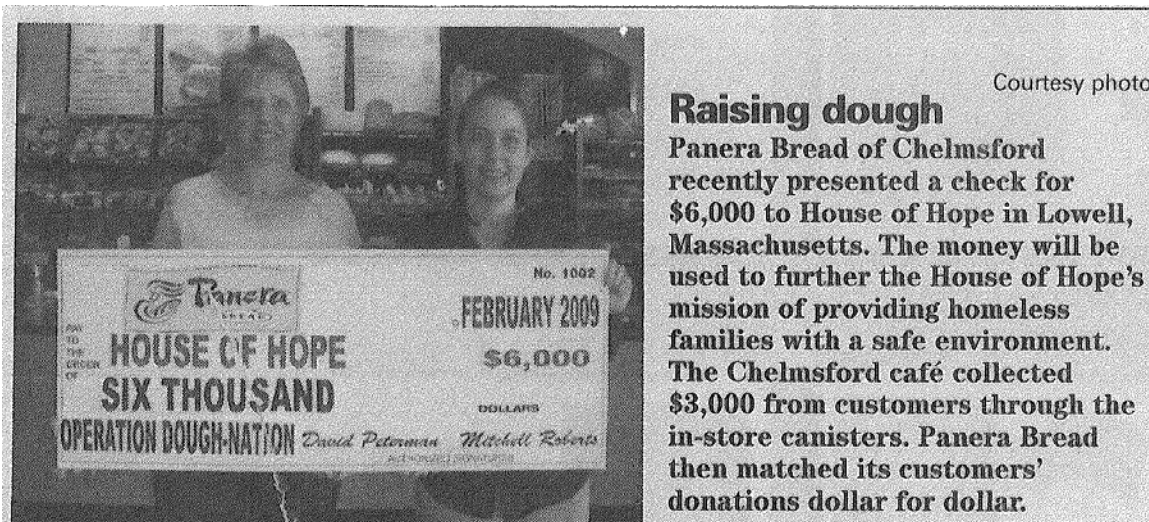 Courtesy photo
Raising dough
Panera Bread of Chelmsford
recently presented a check for
$6,000 to House of Hope in Lowell,
Massachusetts. The money will be
used to further the House of Hope's
mission of providing homeless
families with a safe environment.
The Chelmsford café collected
$3,000 from customers through the
in-store canisters. Panera Bread
then matched its customers'
donations dollar for dollar.
No. 1002
Panera
BREAD
FEBRUARY 2009
PAY
TO
THE
ORDER
OF
HOUSE OF HOPE
$6,000
SIX THOUSAND
DOLLARS
OPERATION DOUGH-NATION David Peterman Mitchell Roberts
AUTHORIZED SIGNATURES